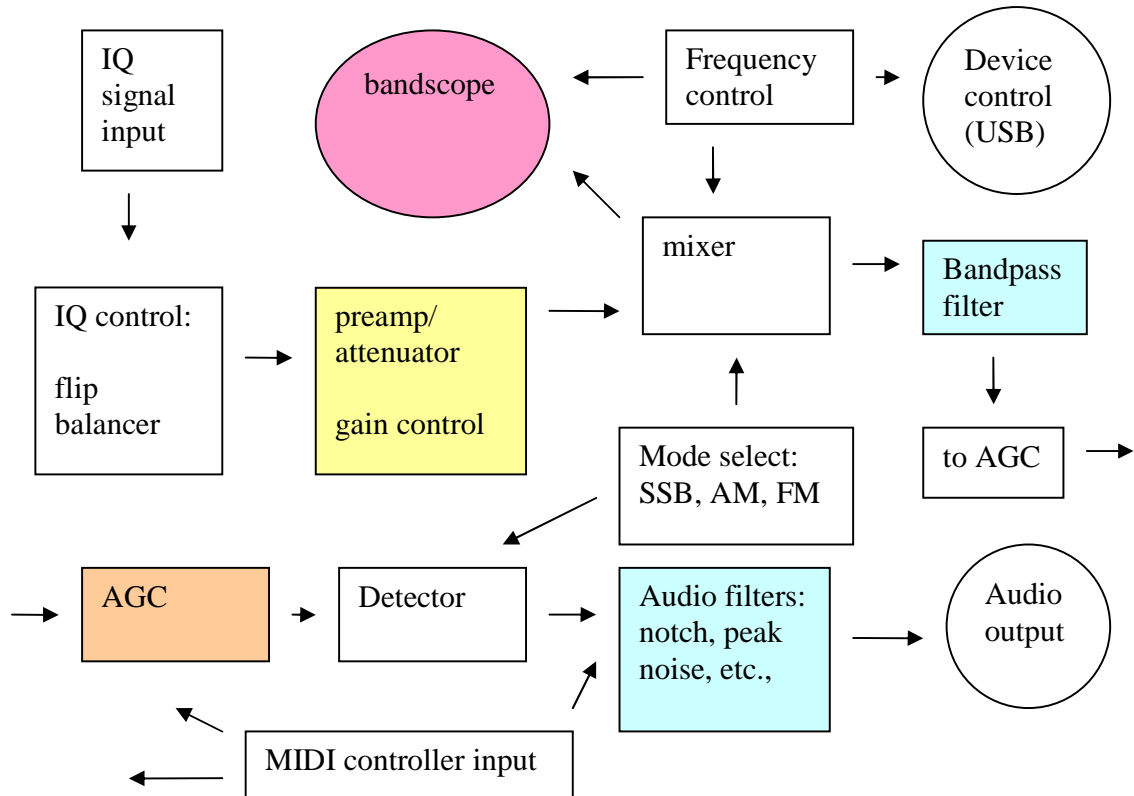 IQ
signal
input
bandscope
Frequency
control
Device
control
(USB)
mixer
Bandpass
filter
IQ control:
flip
balancer
preamp/
attenuator
gain control
Mode select:
SSB, AM, FM
to AGC
AGC
Detector
Audio filters:
notch, peak
noise, etc.,
Audio
output
MIDI controller input